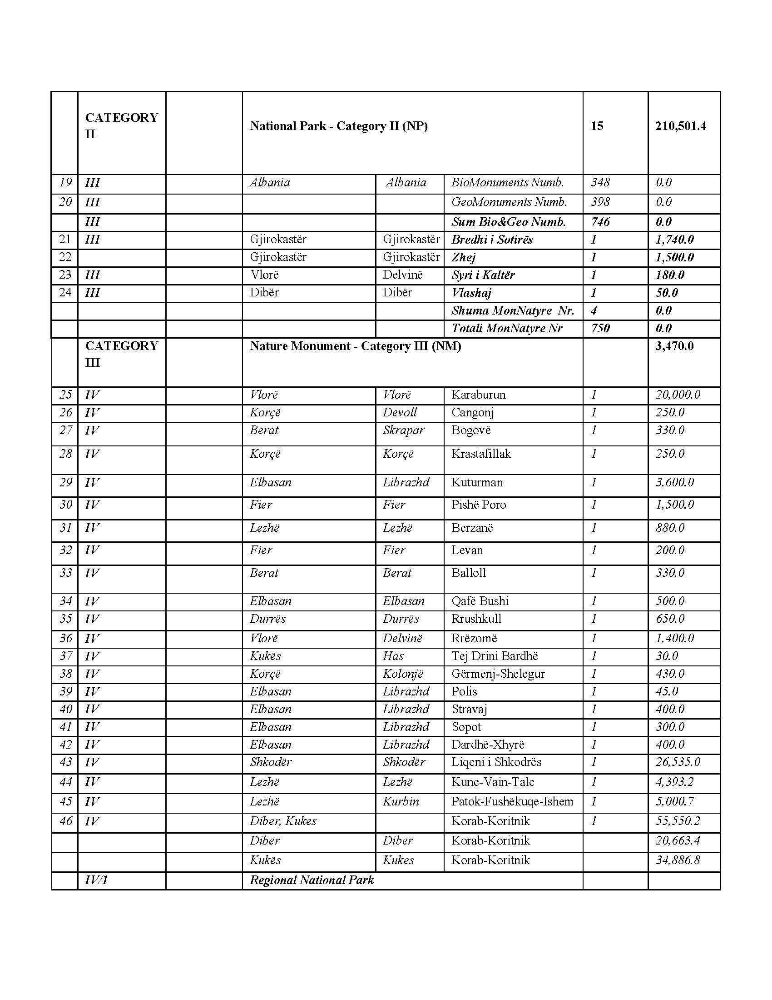 CATEGORY II National Park - Category II (NP) 15 210,501.4
19 III Albania Albania BioMonuments Numb. 348 0.0
20 III GeoMonuments Numb. 398 0.0
III Sum Bio&Geo Numb. 746 0.0
21 III Gjirokastër Gjirokastër Bredhi i Sotirës 1 1,740.0
22 Gjirokastër Gjirokastër Zhej 1 1,500.0
23 III Vlorë Delvinë Syri i Kaltër 1 180.0
24 III Dibër Dibër Vlashaj 1 50.0
Shuma MonNatyre Nr. 4 0.0
Totali MonNatyre Nr 750 0.0
CATEGORY III Nature Monument - Category III (NM) 3,470.0
25 IV Vlorë Vlorë Karaburun 1 20,000.0
26 IV Korçë Devoll Cangonj 1 250.0
27 IV Berat Skrapar Bogovë 1 330.0
28 IV Korçë Korçë Krastafillak 1 250.0
29 IV Elbasan Librazhd Kuturman 1 3,600.0
30 IV Fier Fier Pishë Poro 1 1,500.0
31 IV Lezhë Lezhë Berzanë 1 880.0
32 IV Fier Fier Levan 1 200.0
33 IV Berat Berat Balloll 1 330.0
34 IV Elbasan Elbasan Qafë Bushi 1 500.0
35 IV Durrës Durrës Rrushkull 1 650.0
36 IV Vlorë Delvinë Rrëzomë 1 1,400.0
37 IV Kukës Has Tej Drini Bardhë 1 30.0
38 IV Korçë Kolonjë Gërmenj-Shelegur 1 430.0
39 IV Elbasan Librazhd Polis 1 45.0
40 IV Elbasan Librazhd Stravaj 1 400.0
41 IV Elbasan Librazhd Sopot 1 300.0
42 IV Elbasan Librazhd Dardhë-Xhyrë 1 400.0
43 IV Shkodër Shkodër Liqeni i Shkodrës 1 26,535.0
44 IV Lezhë Lezhë Kune-Vain-Tale 1 4,393.2
45 IV Lezhë Kurbin Patok-Fushëkuqe-Ishem 1 5,000.7
46 IV Diber, Kukes Korab-Koritnik 1 55,550.2
Diber Diber Korab-Koritnik 20,663.4
Kukës Kukes Korab-Koritnik 34,886.8
IV/1 Regional National Park